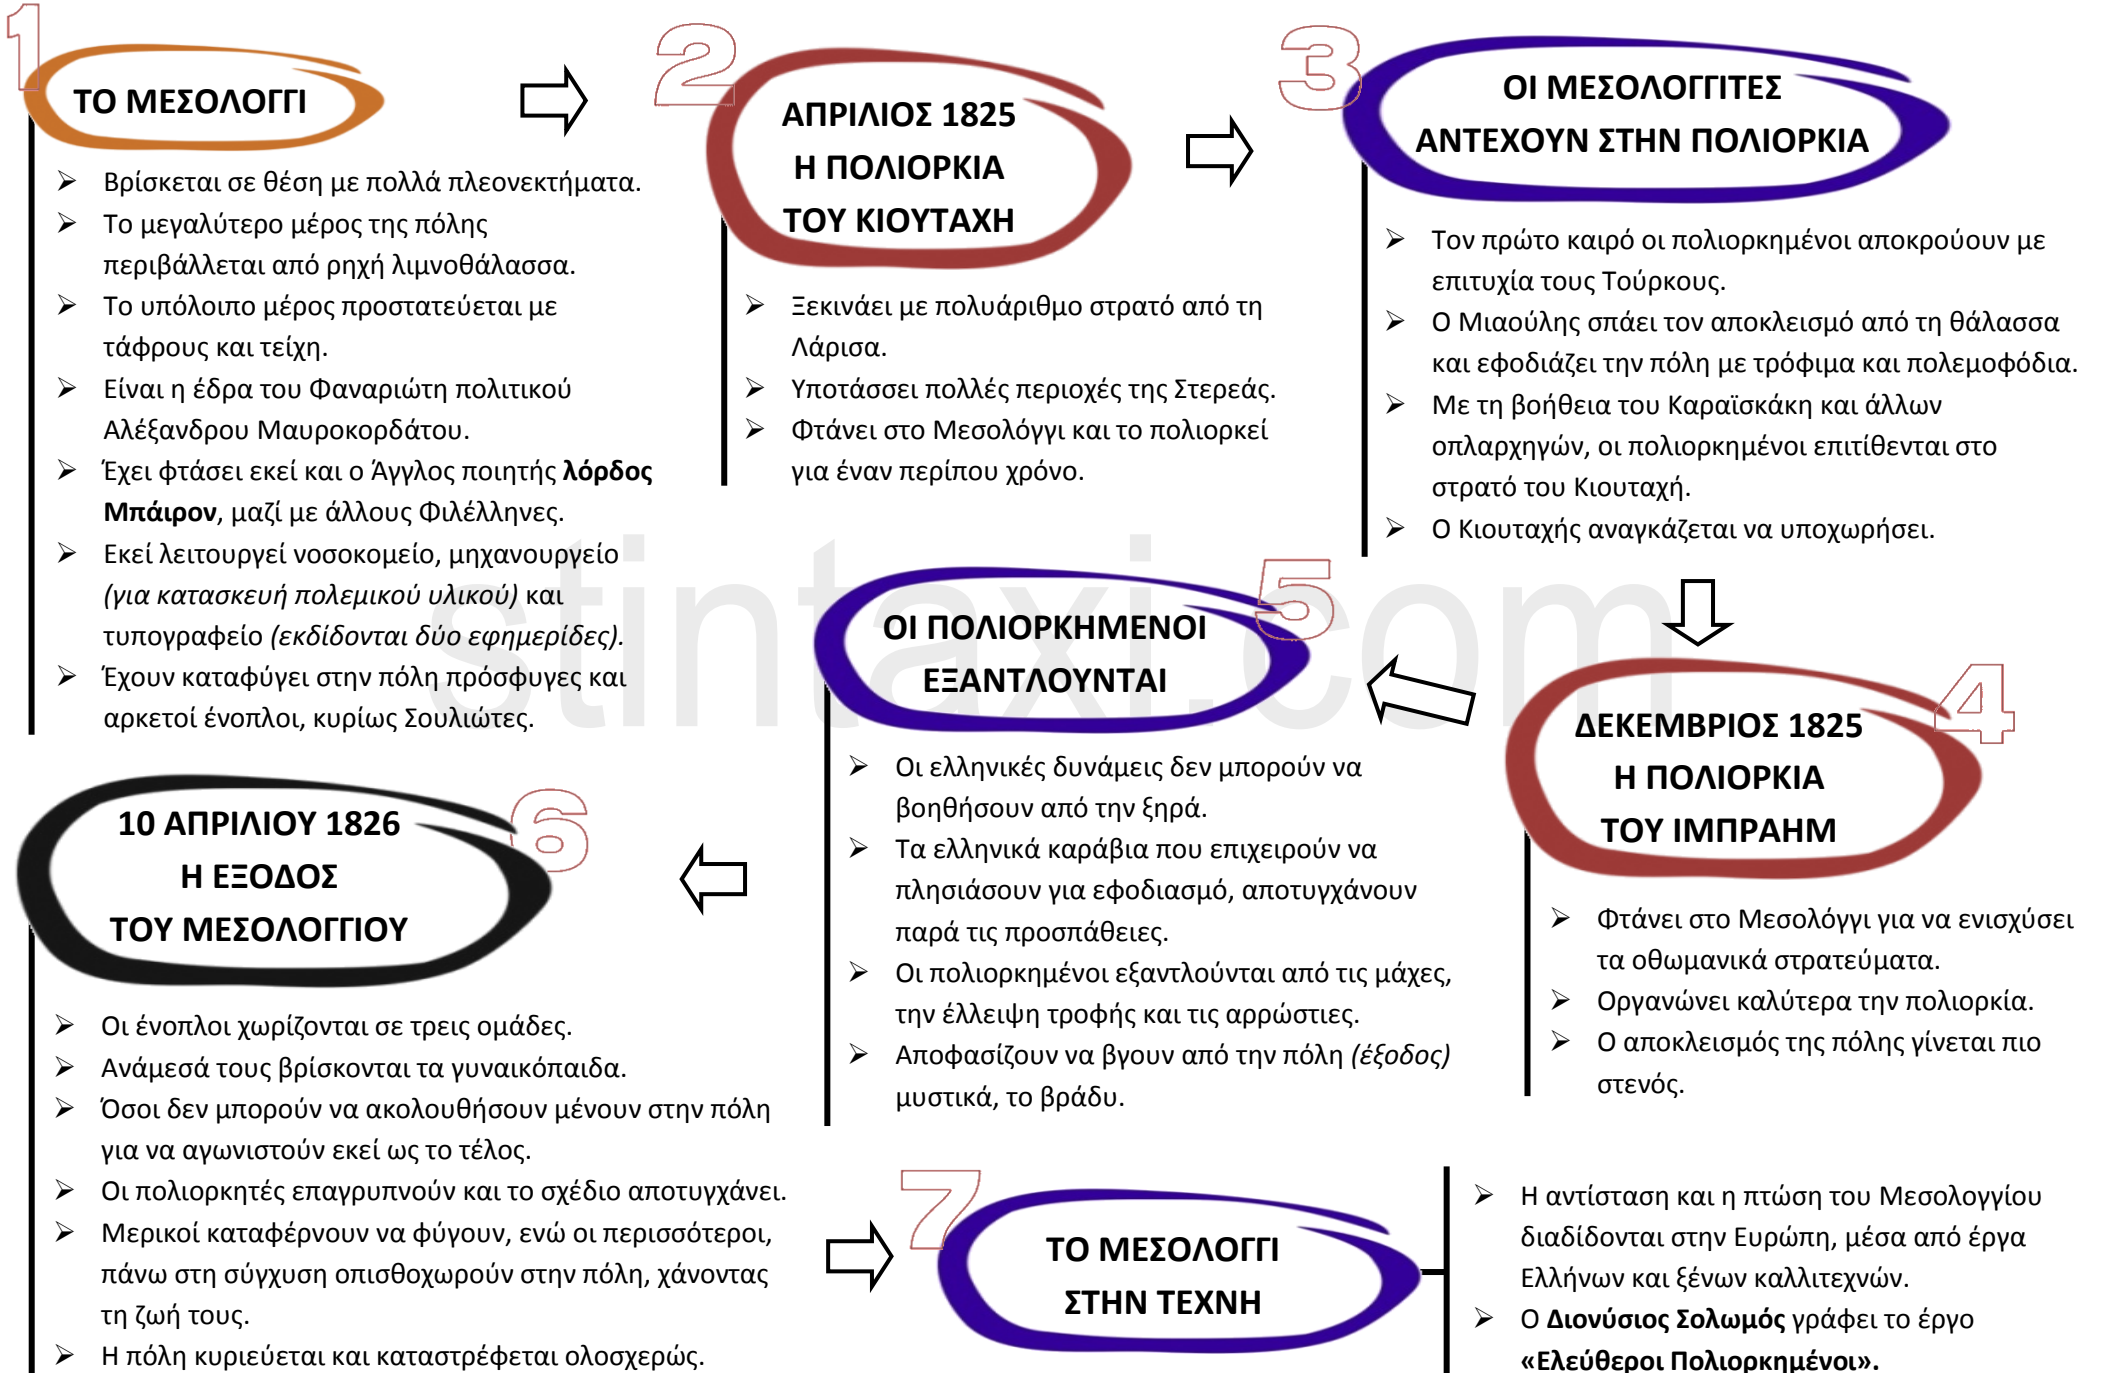 1
ΤΟ ΜΕΣΟΛΟΓΓΙ
➢ Βρίσκεται σε θέση με πολλά πλεονεκτήματα.
➢ Το μεγαλύτερο μέρος της πόλης
περιβάλλεται από ρηχή λιμνοθάλασσα.
➢ Το υπόλοιπο μέρος προστατεύεται με
τάφρους και τείχη.
➢ Είναι η έδρα του Φαναριώτη πολιτικού
Αλέξανδρου Μαυροκορδάτου.
➢ Έχει φτάσει εκεί και ο Άγγλος ποιητής λόρδος
Μπάιρον, μαζί με άλλους Φιλέλληνες.
➢ Εκεί λειτουργεί νοσοκομείο, μηχανουργείο
(για κατασκευή πολεμικού υλικού) και
τυπογραφείο (εκδίδονται δύο εφημερίδες).
➢ Έχουν καταφύγει στην πόλη πρόσφυγες και
αρκετοί ένοπλοι, κυρίως Σουλιώτες.
2
ΑΠΡΙΛΙΟΣ 1825
Η ΠΟΛΙΟΡΚΙΑ
ΤΟΥ ΚΙΟΥΤΑΧΗ
➢ Ξεκινάει με πολυάριθμο στρατό από τη
Λάρισα.
➢ Υποτάσσει πολλές περιοχές της Στερεάς.
➢ Φτάνει στο Μεσολόγγι και το πολιορκεί
για έναν περίπου χρόνο.
3
ΟΙ ΜΕΣΟΛΟΓΓΙΤΕΣ
ΑΝΤΕΧΟΥΝ ΣΤΗΝ ΠΟΛΙΟΡΚΙΑ
➢ Τον πρώτο καιρό οι πολιορκημένοι αποκρούουν με
επιτυχία τους Τούρκους.
➢ Ο Μιαούλης σπάει τον αποκλεισμό από τη θάλασσα
και εφοδιάζει την πόλη με τρόφιμα και πολεμοφόδια.
➢ Με τη βοήθεια του Καραϊσκάκη και άλλων
οπλαρχηγών, οι πολιορκημένοι επιτίθενται στο
στρατό του Κιουταχή.
➢ Ο Κιουταχής αναγκάζεται να υποχωρήσει.
4
ΔΕΚΕΜΒΡΙΟΣ 1825
Η ΠΟΛΙΟΡΚΙΑ
ΤΟΥ ΙΜΠΡΑΗΜ
➢ Φτάνει στο Μεσολόγγι για να ενισχύσει
τα οθωμανικά στρατεύματα.
➢ Οργανώνει καλύτερα την πολιορκία.
➢ Ο αποκλεισμός της πόλης γίνεται πιο
στενός.
5
ΟΙ ΠΟΛΙΟΡΚΗΜΕΝΟΙ
ΕΞΑΝΤΛΟΥΝΤΑΙ
➢ Οι ελληνικές δυνάμεις δεν μπορούν να
βοηθήσουν από την ξηρά.
➢ Τα ελληνικά καράβια που επιχειρούν να
πλησιάσουν για εφοδιασμό, αποτυγχάνουν
παρά τις προσπάθειες.
➢ Οι πολιορκημένοι εξαντλούνται από τις μάχες,
την έλλειψη τροφής και τις αρρώστιες.
➢ Αποφασίζουν να βγουν από την πόλη (έξοδος)
μυστικά, το βράδυ.
6
10 ΑΠΡΙΛΙΟΥ 1826
Η ΕΞΟΔΟΣ
ΤΟΥ ΜΕΣΟΛΟΓΓΙΟΥ
➢ Οι ένοπλοι χωρίζονται σε τρεις ομάδες.
➢ Ανάμεσά τους βρίσκονται τα γυναικόπαιδα.
➢ Όσοι δεν μπορούν να ακολουθήσουν μένουν στην πόλη
για να αγωνιστούν εκεί ως το τέλος.
➢ Οι πολιορκητές επαγρυπνούν και το σχέδιο αποτυγχάνει.
➢ Μερικοί καταφέρνουν να φύγουν, ενώ οι περισσότεροι,
πάνω στη σύγχυση οπισθοχωρούν στην πόλη, χάνοντας
τη ζωή τους.
➢ Η πόλη κυριεύεται και καταστρέφεται ολοσχερώς.
7
ΤΟ ΜΕΣΟΛΟΓΓΙ
ΣΤΗΝ ΤΕΧΝΗ
➢ Η αντίσταση και η πτώση του Μεσολογγίου
διαδίδονται στην Ευρώπη, μέσα από έργα
Ελλήνων και ξένων καλλιτεχνών.
➢ Ο Διονύσιος Σολωμός γράφει το έργο
«Ελεύθεροι Πολιορκημένοι».
stintaxi.com